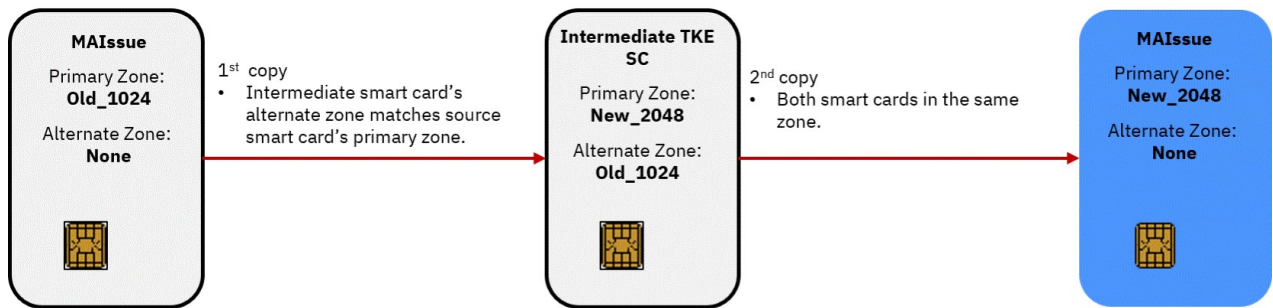 MAIssue
Primary Zone:
Old_1024
Alternate Zone:
None
1st copy
• Intermediate smart card’s
alternate zone matches source
smart card’s primary zone.
Intermediate TKE
SC
Primary Zone:
New_2048
Alternate Zone:
Old_1024
2nd copy
• Both smart cards in the same
zone.
MAIssue
Primary Zone:
New_2048
Alternate Zone:
None